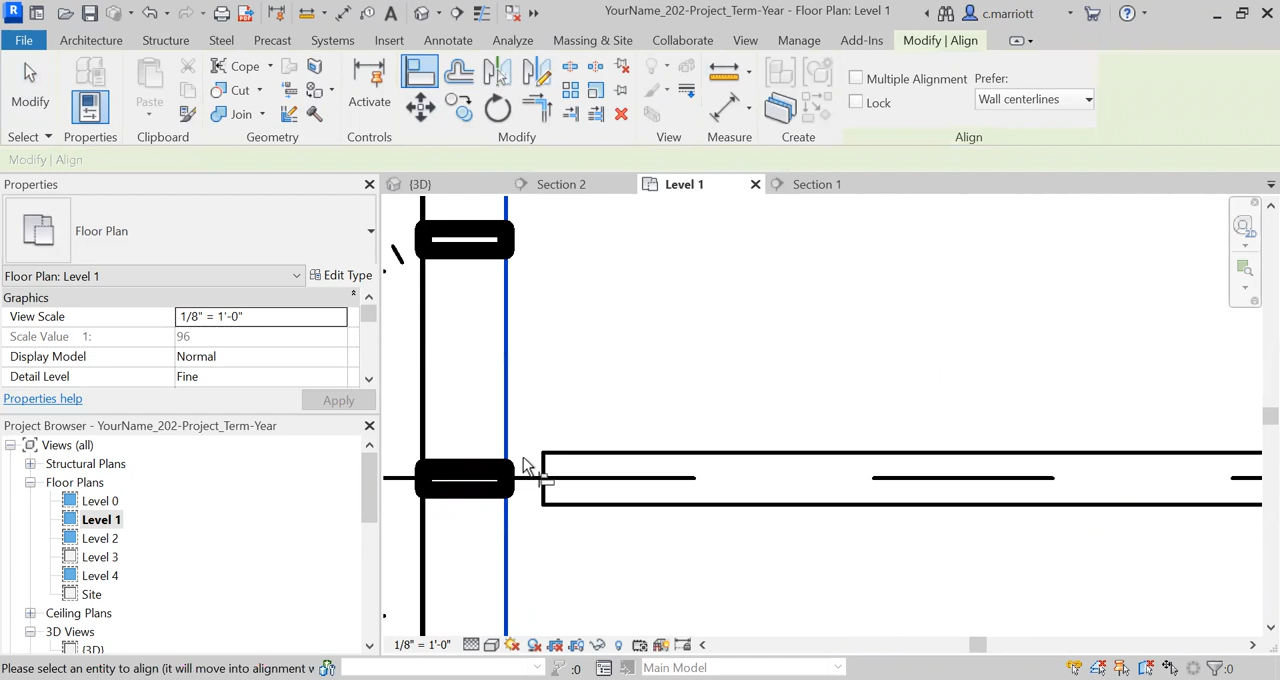 YourName_202-Project_Term-Year - Floor Plan: Level 1
c.marriott
File Architecture Structure Steel Precast Systems Insert Annotate Analyze Massing & Site Collaborate View Manage Add-Ins Modify | Align
Modify
Paste
Cope
Cut
Join
Activate
Multiple Alignment
Lock
Prefer:
Wall centerlines
Select Properties Clipboard Geometry Controls Modify View Measure Create Align
Modify | Align
Properties
{3D} Section 2 Level 1 Section 1
Floor Plan
Floor Plan: Level 1 Edit Type
Graphics
View Scale 1/8" = 1'-0"
Scale Value 1: 96
Display Model Normal
Detail Level Fine
Properties help Apply
Project Browser - YourName_202-Project_Term-Year
Views (all)
Structural Plans
Floor Plans
Level 0
Level 1
Level 2
Level 3
Level 4
Site
Ceiling Plans
3D Views
{3D}
1/8" = 1'-0"
Please select an entity to align (it will move into alignment w
:0
Main Model
:0